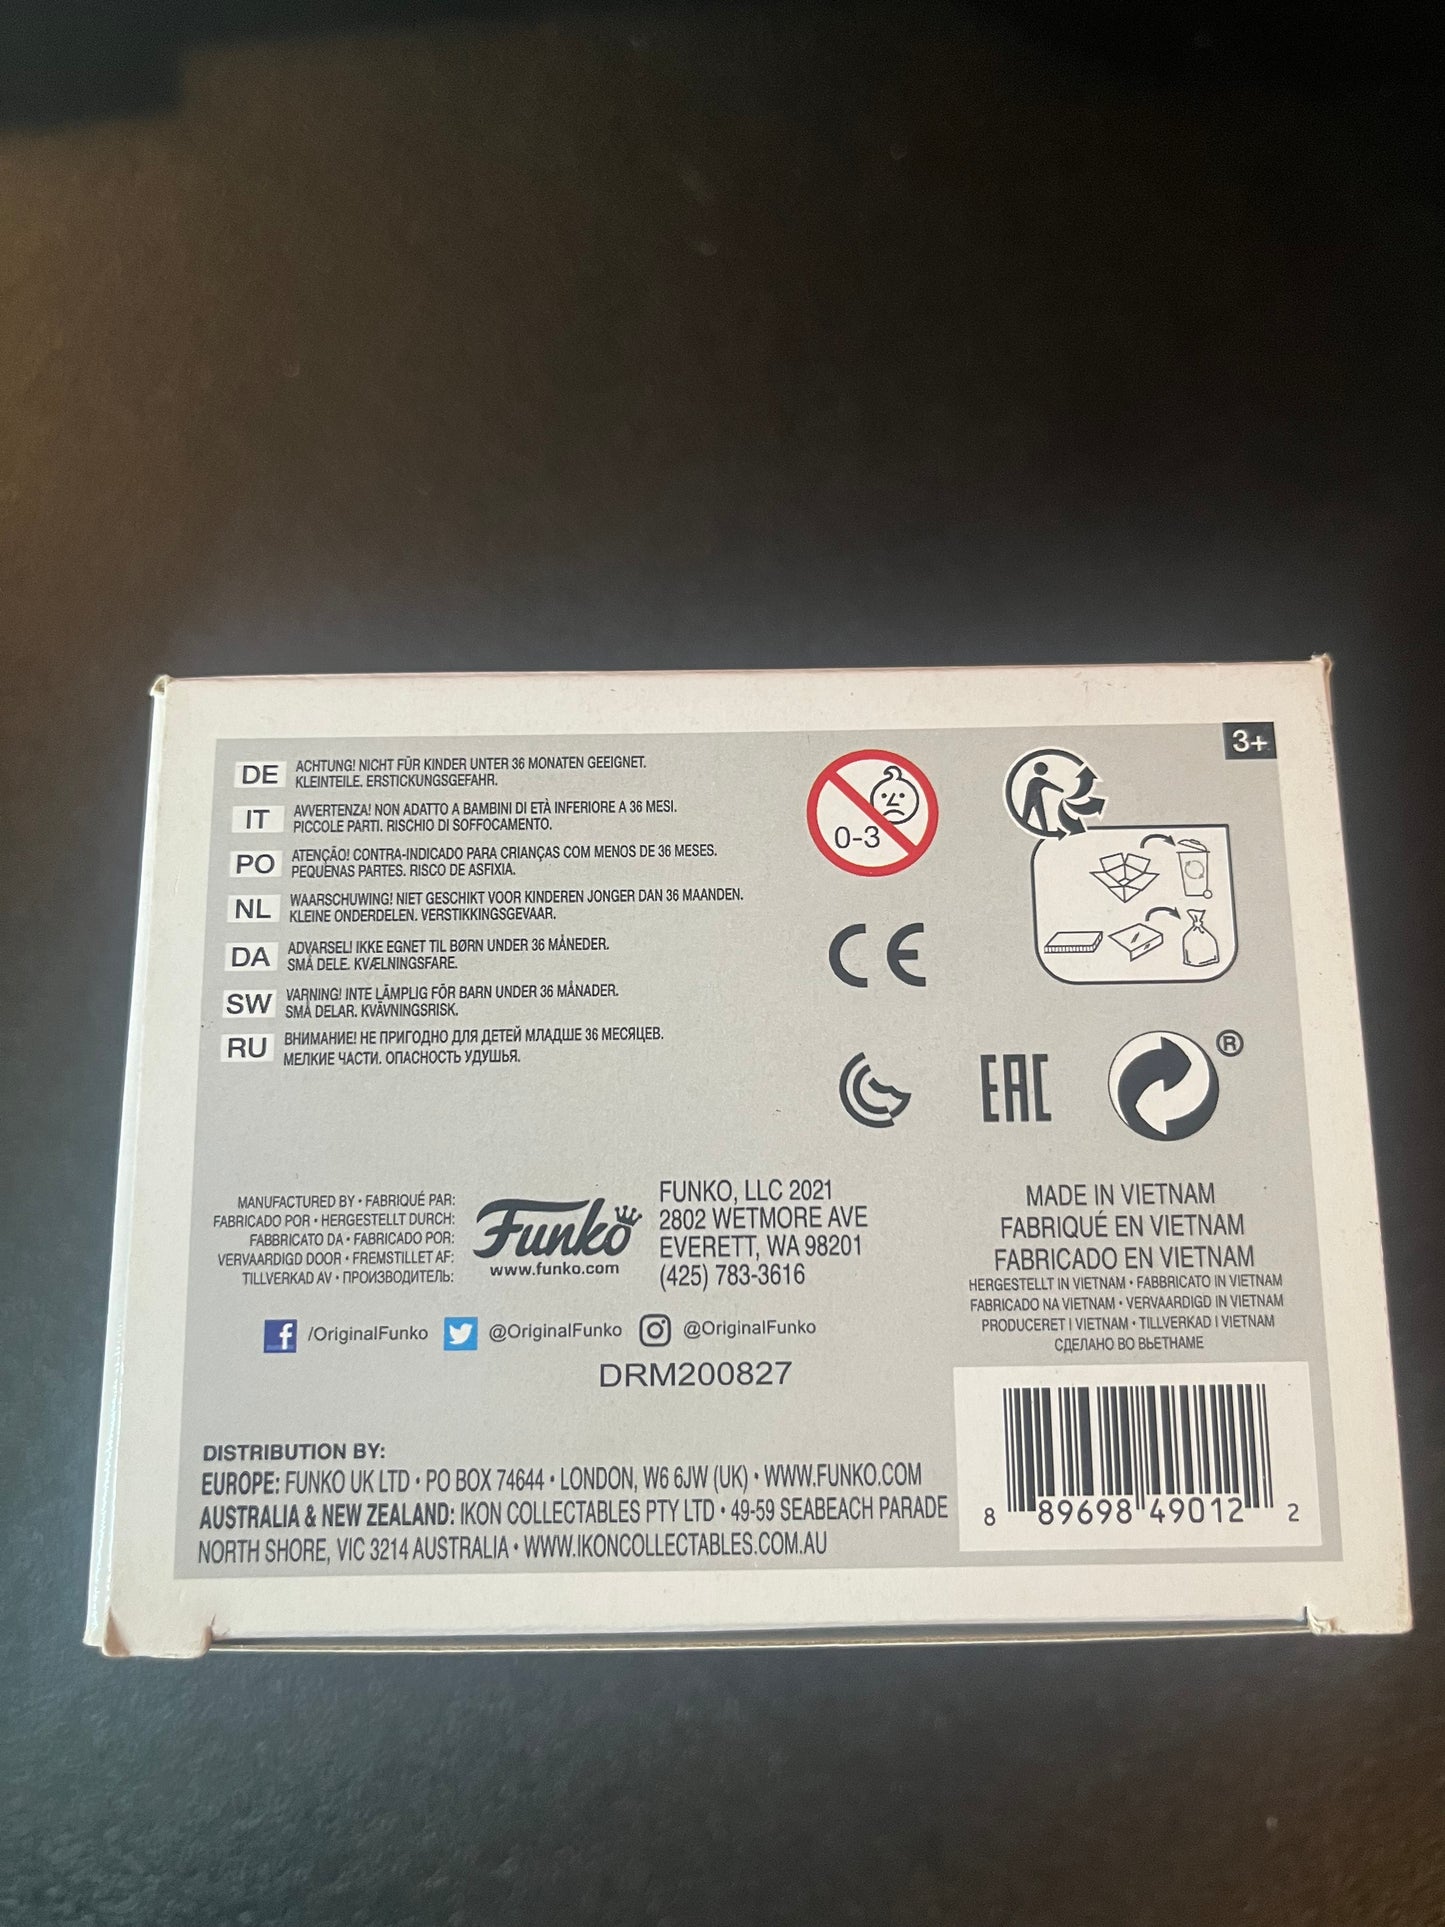 3+
DE ACHTUNG! NICHT FÜR KINDER UNTER 36 MONATEN GEEIGNET.
KLEINTEILE. ERSTICKUNGSGEFAHR.
IT AVVERTENZA! NON ADATTO A BAMBINI DI ETÀ INFERIORE A 36 MESI.
PICCOLE PARTI. RISCHIO DI SOFFOCAMENTO.
PO ATENÇÃO! CONTRA-INDICADO PARA CRIANÇAS COM MENOS DE 36 MESES.
PEQUENAS PARTES. RISCO DE ASFIXIA.
NL WAARSCHUWING! NIET GESCHIKT VOOR KINDEREN JONGER DAN 36 MAANDEN.
KLEINE ONDERDELEN. VERSTIKKINGSGEVAAR.
DA ADVARSEL! IKKE EGNET TIL BØRN UNDER 36 MÅNEDER.
SMÅ DELE. KVÆLNINGSFARE.
SW VARNING! INTE LÄMPLIG FÖR BARN UNDER 36 MÅNADER.
SMÅ DELAR. KVÄVNINGSRISK.
RU ВНИМАНИЕ! НЕ ПРИГОДНО ДЛЯ ДЕТЕЙ МЛАДШЕ 36 МЕСЯЦЕВ.
МЕЛКИЕ ЧАСТИ. ОПАСНОСТЬ УДУШЬЯ.
0-3
CE
EAC
®
MANUFACTURED BY • FABRIQUÉ PAR:
FABRICADO POR • HERGESTELLT DURCH:
FABBRICATO DA • FABRICADO POR:
VERVAARDIGD DOOR • FREMSTILLET AF:
TILLVERKAD AV • ПРОИЗВОДИТЕЛЬ:
Funko
www.funko.com
FUNKO, LLC 2021
2802 WETMORE AVE
EVERETT, WA 98201
(425) 783-3616
MADE IN VIETNAM
FABRIQUÉ EN VIETNAM
FABRICADO EN VIETNAM
HERGESTELLT IN VIETNAM • FABBRICATO IN VIETNAM
FABRICADO NA VIETNAM • VERVAARDIGD IN VIETNAM
PRODUCERET I VIETNAM • TILLVERKAD I VIETNAM
СДЕЛАНО ВО ВЬЕТНАМЕ
/OriginalFunko @OriginalFunko @OriginalFunko
DRM200827
DISTRIBUTION BY:
EUROPE: FUNKO UK LTD • PO BOX 74644 • LONDON, W6 6JW (UK) • WWW.FUNKO.COM
AUSTRALIA & NEW ZEALAND: IKON COLLECTABLES PTY LTD • 49-59 SEABEACH PARADE
NORTH SHORE, VIC 3214 AUSTRALIA • WWW.IKONCOLLECTABLES.COM.AU
8 89698 49012 2